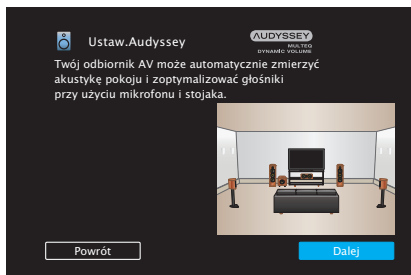 Ustaw.Audyssey
AUDYSSEY
MULTEQ
DYNAMIC VOLUME
Twój odbiornik AV może automatycznie zmierzyć
akustykę pokoju i zoptymalizować głośniki
przy użyciu mikrofonu i stojaka.
Powrót
Dalej